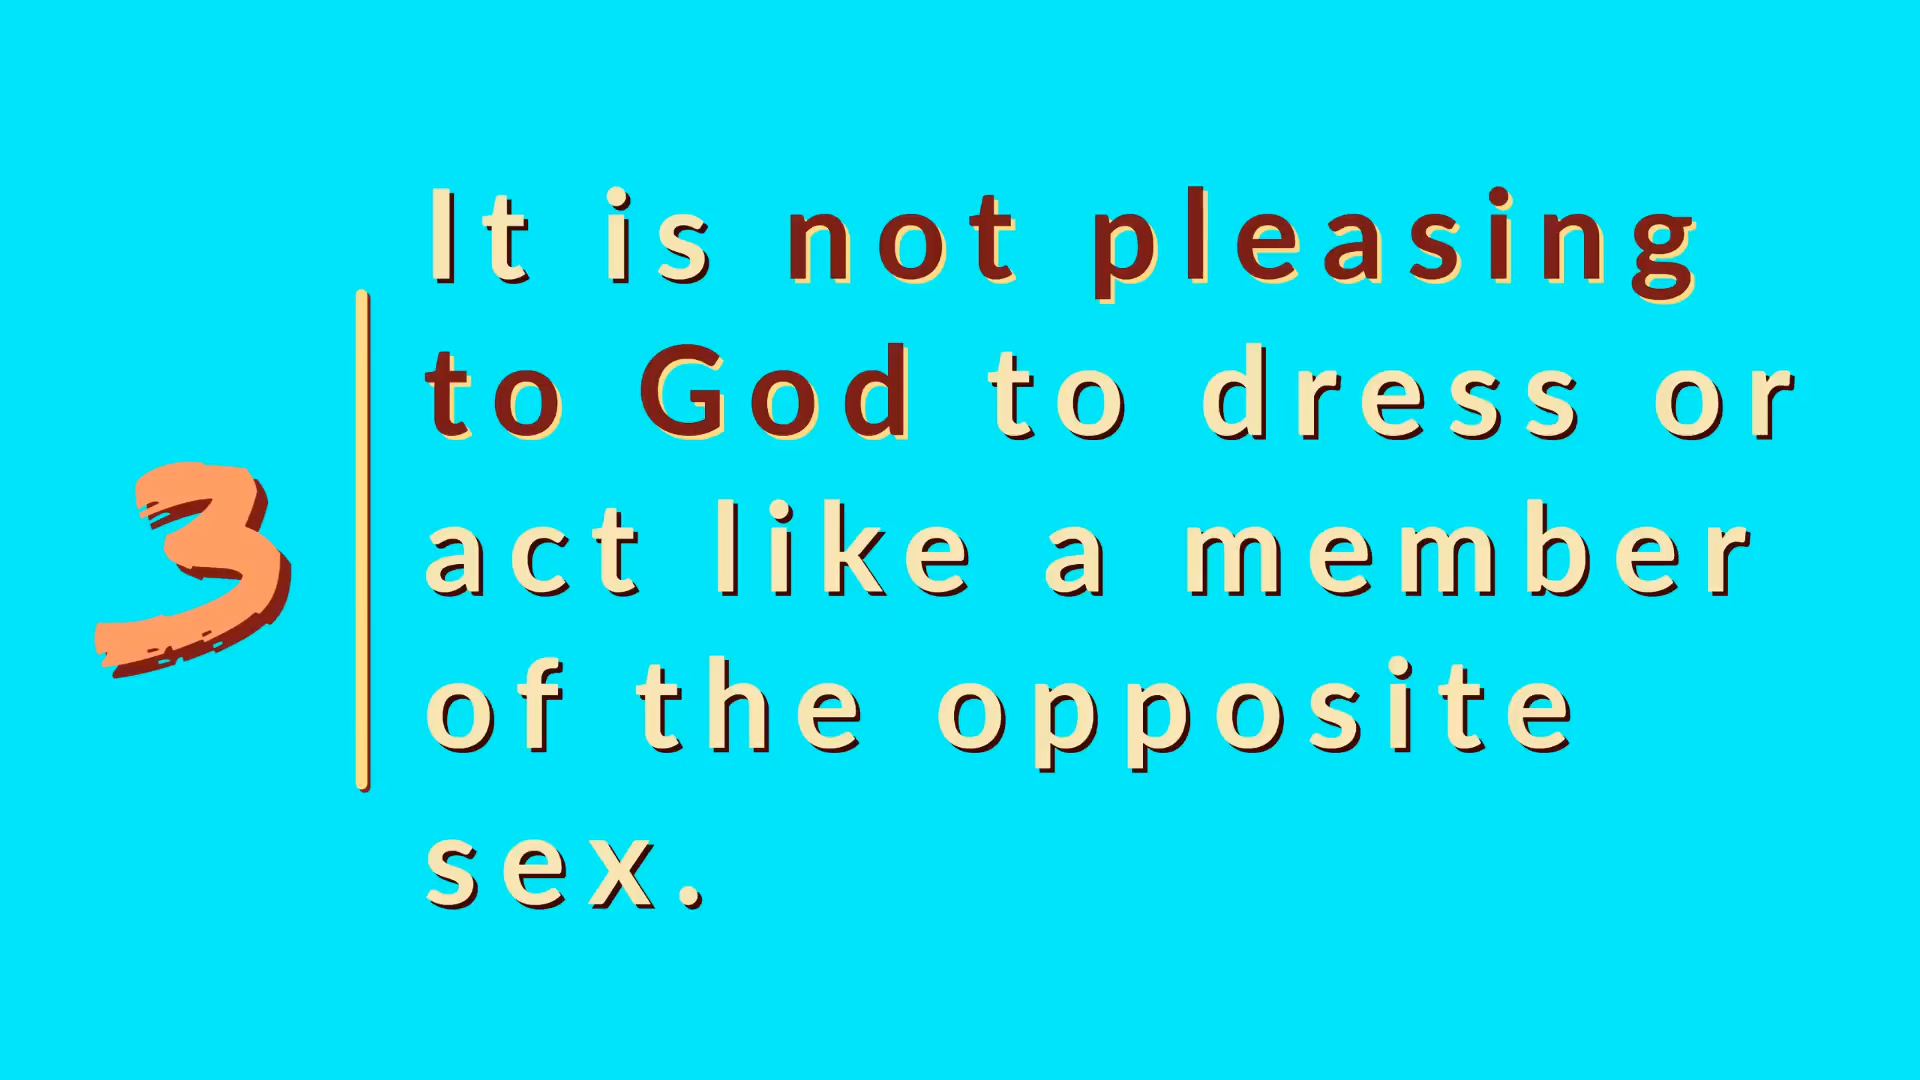 3
It is not pleasing
to God to dress or
act like a member
of the opposite
sex.